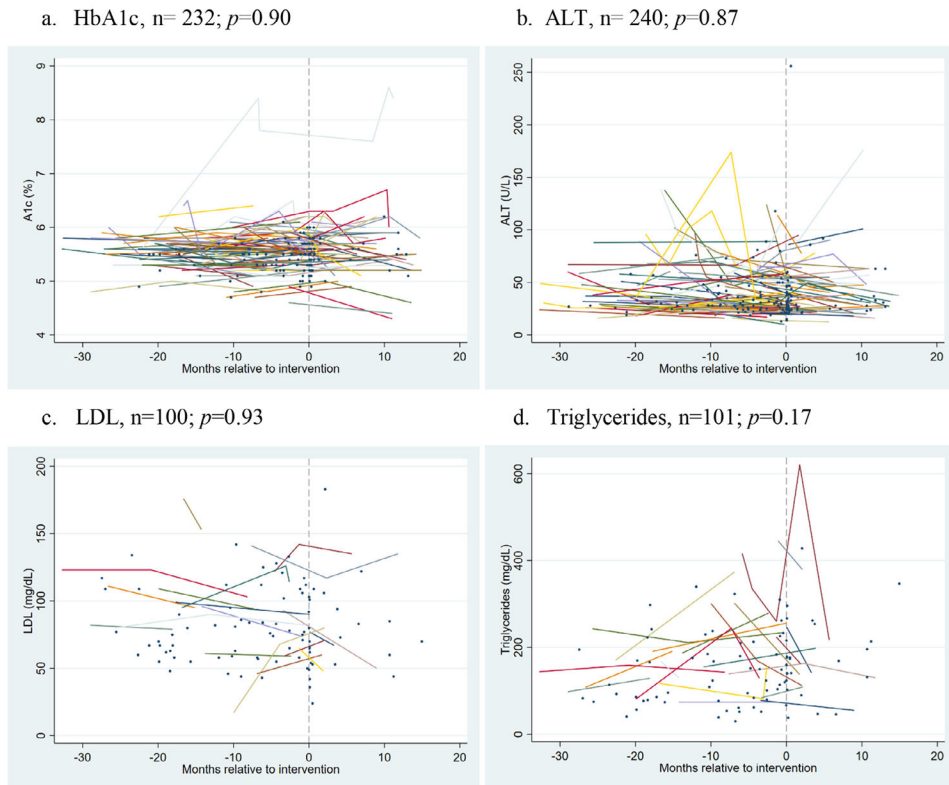 a. HbA1c, n= 232; p=0.90
A1c (%)
9
8
7
6
5
4
-30 -20 -10 0 10 20
Months relative to intervention
b. ALT, n= 240; p=0.87
ALT (U/L)
250
200
150
100
50
0
-30 -20 -10 0 10 20
Months relative to intervention
c. LDL, n=100; p=0.93
LDL (mg/dL)
200
150
100
50
0
-30 -20 -10 0 10 20
Months relative to intervention
d. Triglycerides, n=101; p=0.17
Triglycerides (mg/dL)
600
400
200
0
-30 -20 -10 0 10 20
Months relative to intervention